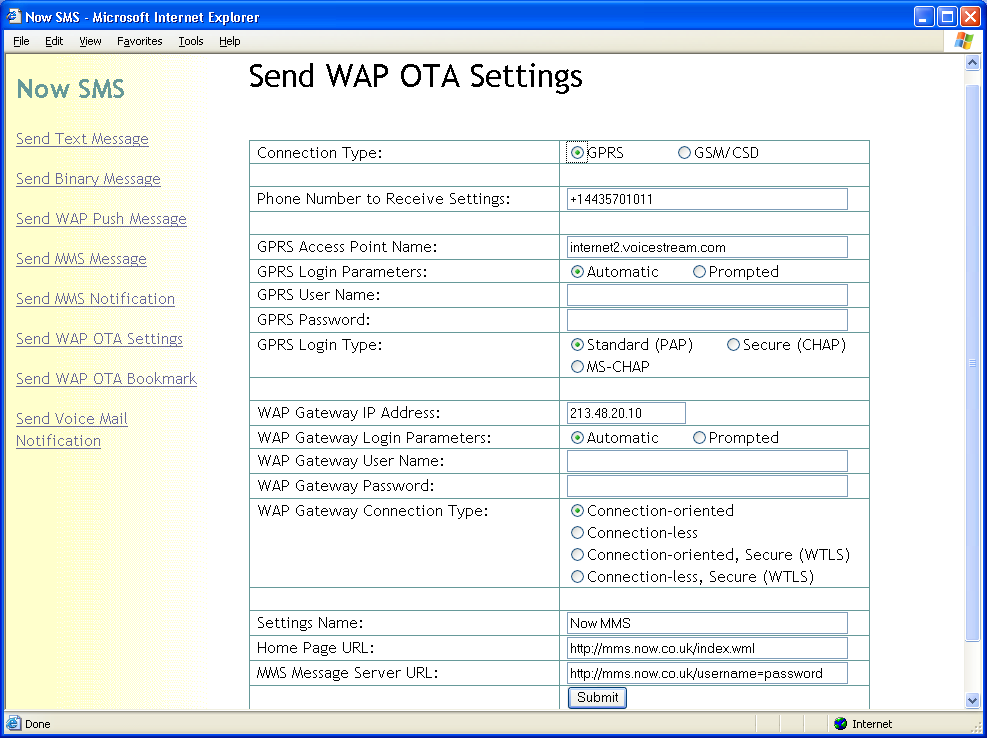 Now SMS - Microsoft Internet Explorer
File Edit View Favorites Tools Help
Now SMS
Send Text Message
Send Binary Message
Send WAP Push Message
Send MMS Message
Send MMS Notification
Send WAP OTA Settings
Send WAP OTA Bookmark
Send Voice Mail
Notification
Send WAP OTA Settings
Connection Type: GPRS GSM/CSD
Phone Number to Receive Settings: +14435701011
GPRS Access Point Name: internet2.voicestream.com
GPRS Login Parameters: Automatic Prompted
GPRS User Name:
GPRS Password:
GPRS Login Type: Standard (PAP) Secure (CHAP)
MS-CHAP
WAP Gateway IP Address: 213.48.20.10
WAP Gateway Login Parameters: Automatic Prompted
WAP Gateway User Name:
WAP Gateway Password:
WAP Gateway Connection Type: Connection-oriented
Connection-less
Connection-oriented, Secure (WTLS)
Connection-less, Secure (WTLS)
Settings Name: Now MMS
Home Page URL: http://mms.now.co.uk/index.wml
MMS Message Server URL: http://mms.now.co.uk/username=password
Submit
Done Internet